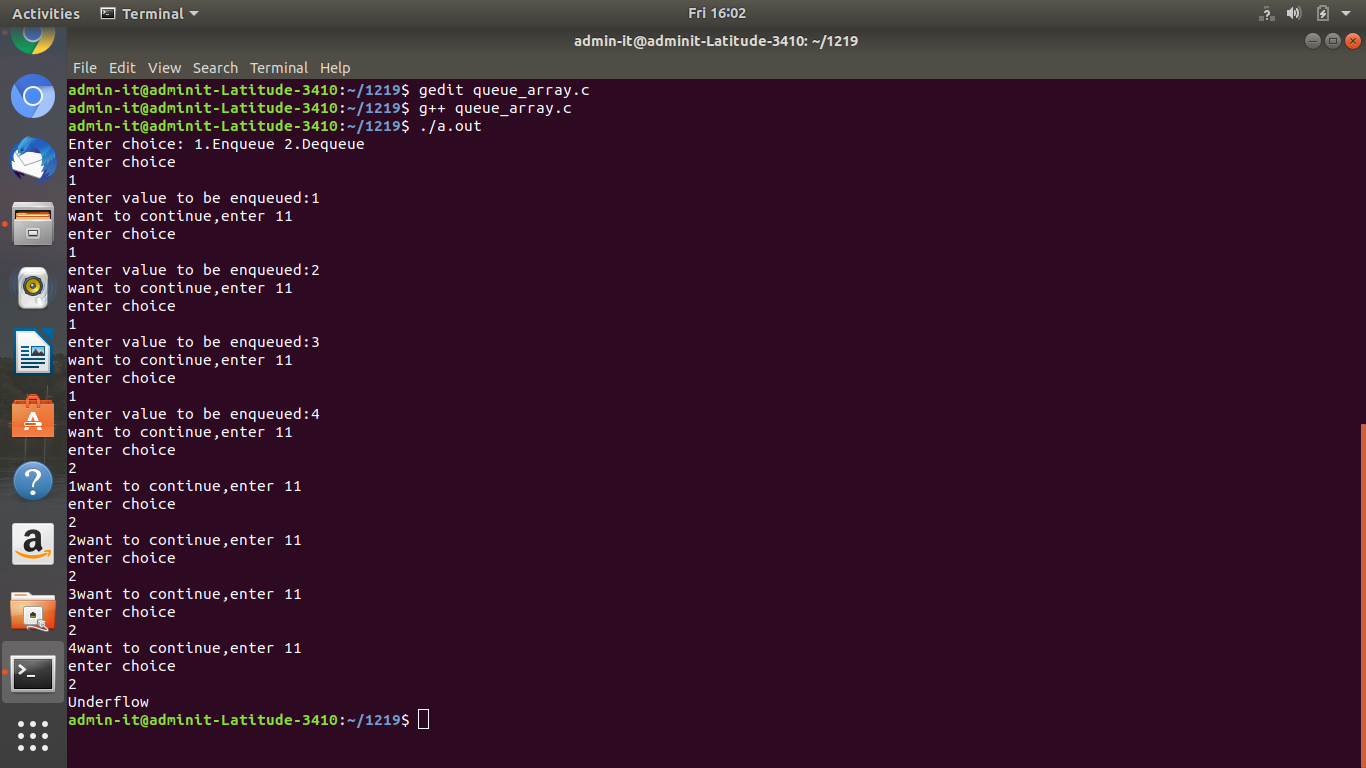 Activities Terminal Fri 16:02
admin-it@adminit-Latitude-3410: ~/1219
File Edit View Search Terminal Help
admin-it@adminit-Latitude-3410:~/1219$ gedit queue_array.c
admin-it@adminit-Latitude-3410:~/1219$ g++ queue_array.c
admin-it@adminit-Latitude-3410:~/1219$ ./a.out
Enter choice: 1.Enqueue 2.Dequeue
enter choice
1
enter value to be enqueued:1
want to continue,enter 11
enter choice
1
enter value to be enqueued:2
want to continue,enter 11
enter choice
1
enter value to be enqueued:3
want to continue,enter 11
enter choice
1
enter value to be enqueued:4
want to continue,enter 11
enter choice
2
1want to continue,enter 11
enter choice
2
2want to continue,enter 11
enter choice
2
3want to continue,enter 11
enter choice
2
4want to continue,enter 11
enter choice
2
Underflow
admin-it@adminit-Latitude-3410:~/1219$